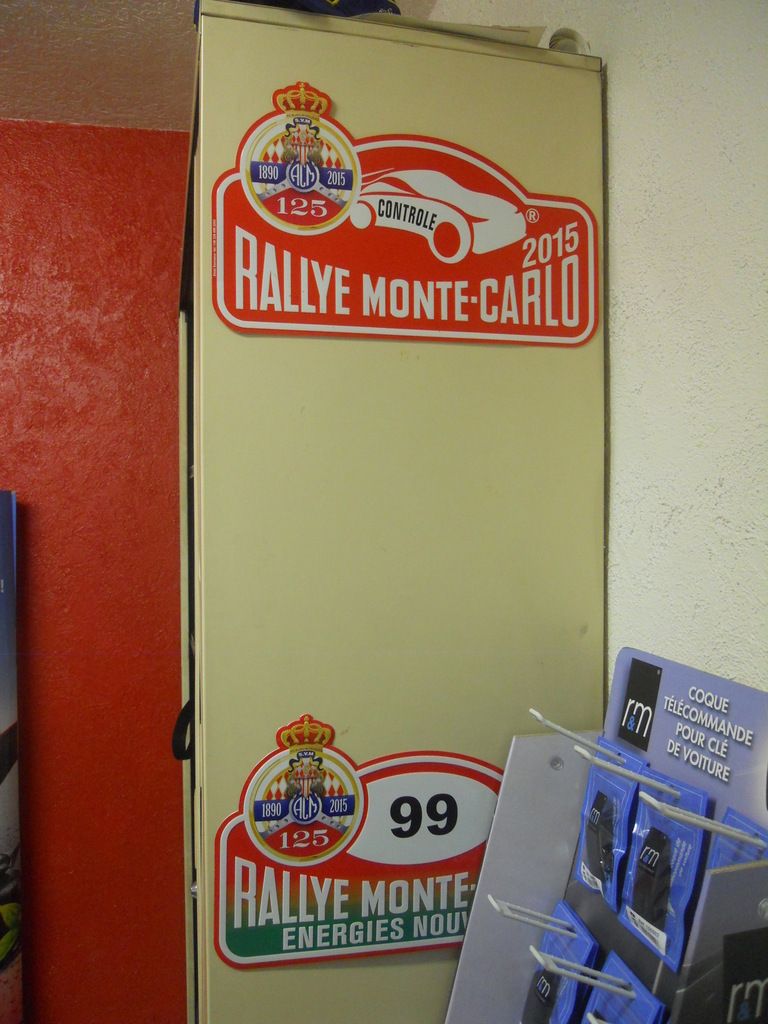 S.V.M
1890 ACM 2015
125
CONTROLE
®
2015
RALLYE MONTE-CARLO
S.V.M
1890 ACM 2015
125
99
RALLYE MONTE-
ENERGIES NOUV
r&m
COQUE
TÉLÉCOMMANDE
POUR CLÉ
DE VOITURE
r&m
r&m
r&m
r&m